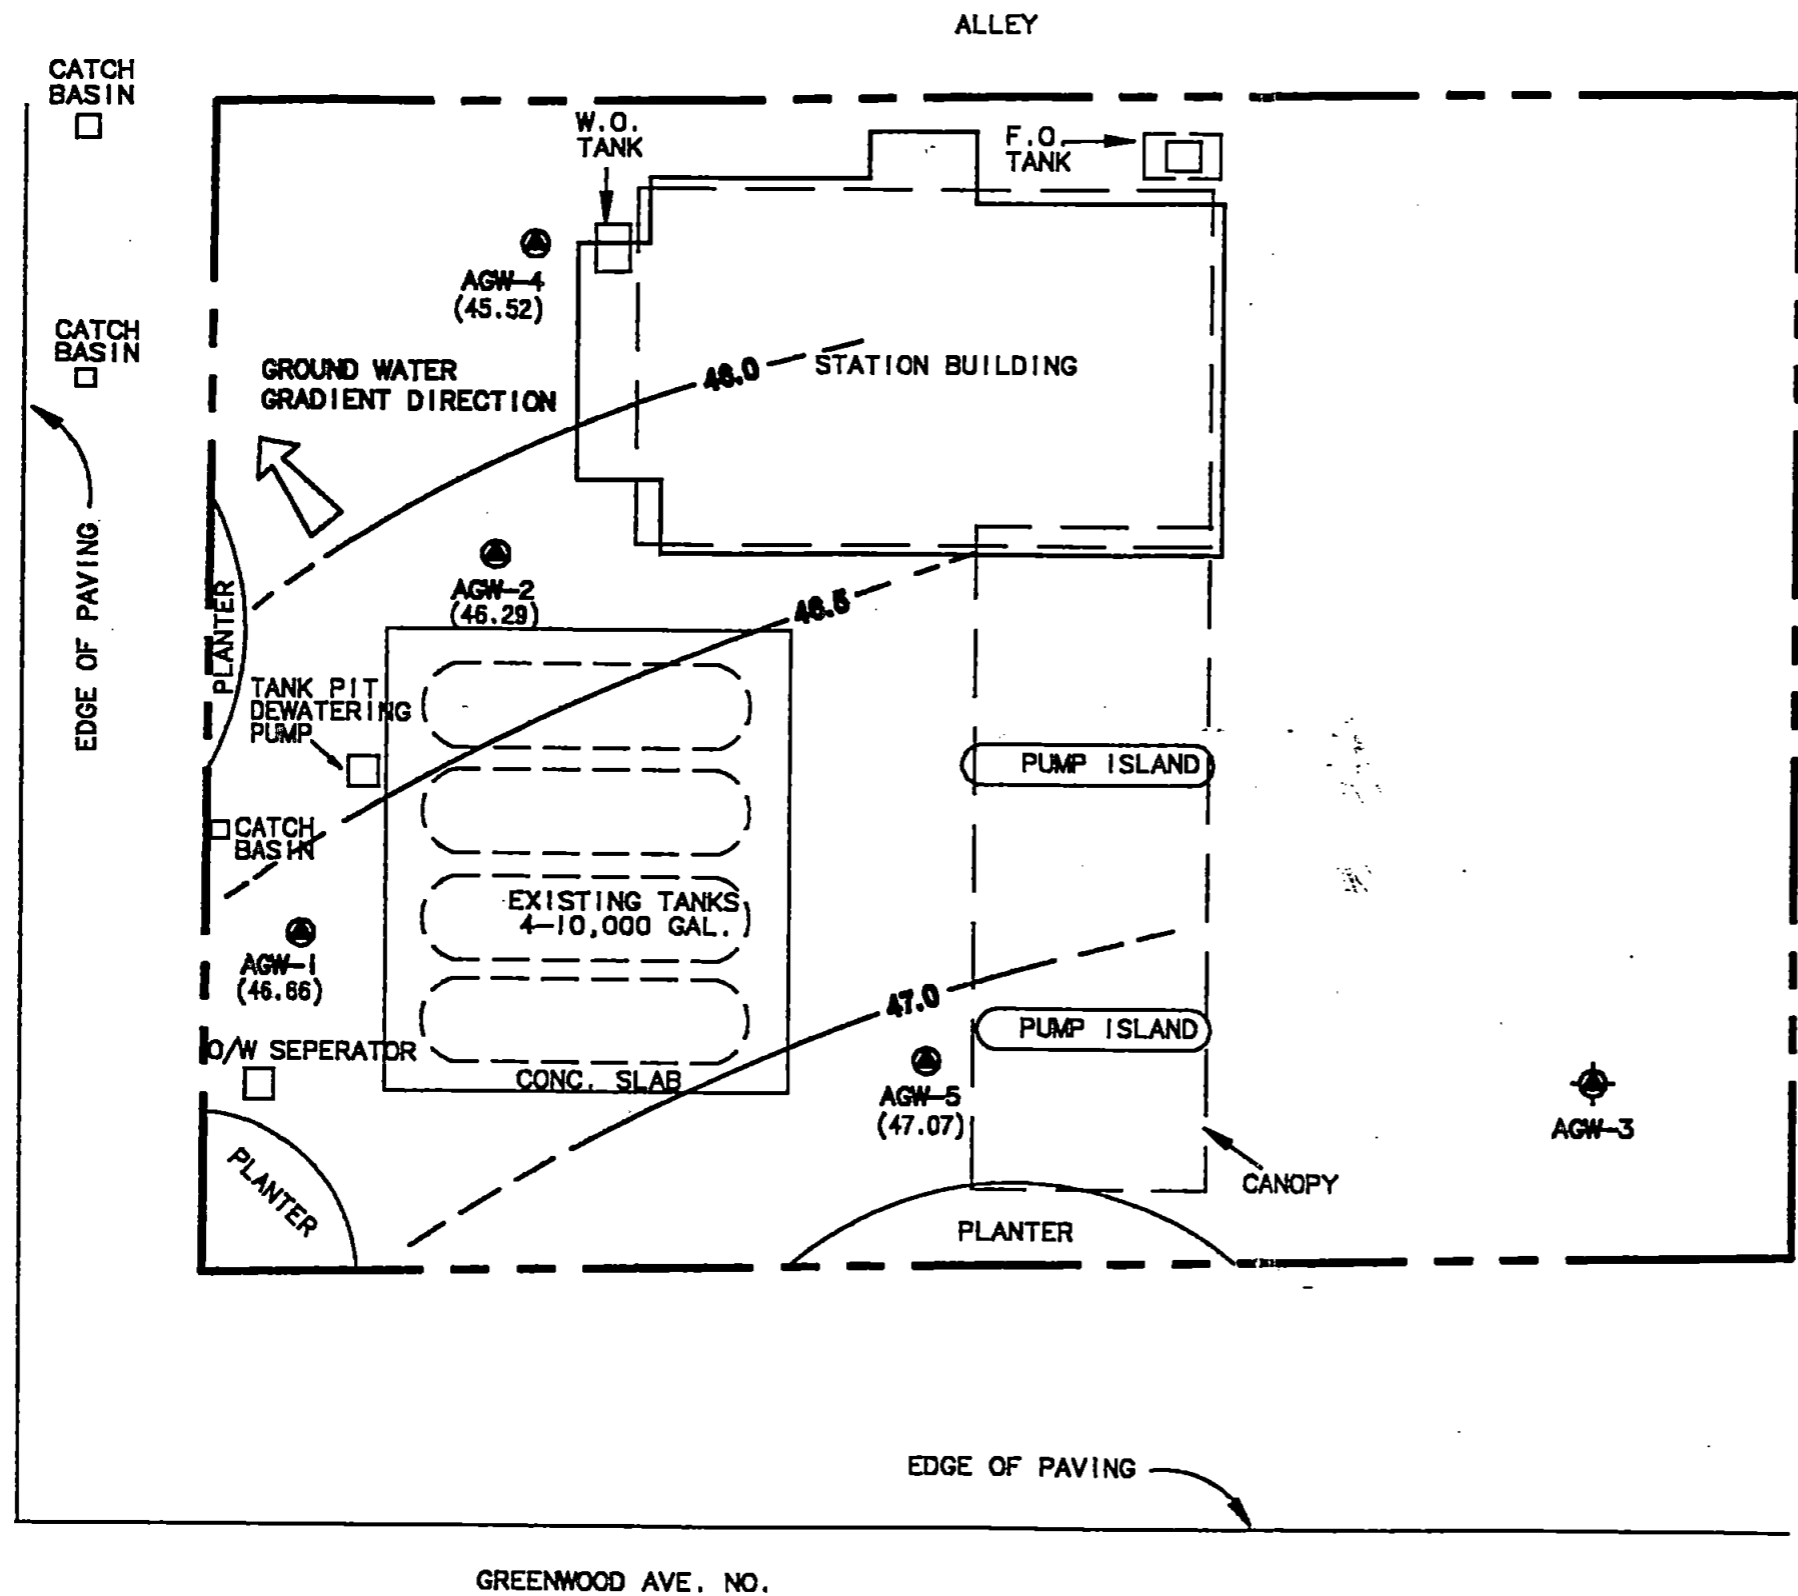 ALLEY
CATCH
BASIN
W.O.
TANK
F.O.
TANK
AGW-4
(45.52)
CATCH
BASIN
GROUND WATER
GRADIENT DIRECTION
46.0
STATION BUILDING
EDGE OF PAVING
PLANTER
AGW-2
(46.29)
46.5
TANK PIT
DEWATERING
PUMP
PUMP ISLAND
CATCH
BASIN
EXISTING TANKS
4-10,000 GAL.
AGW-1
(46.66)
47.0
PUMP ISLAND
O/W SEPERATOR
CONC. SLAB
AGW-5
(47.07)
AGW-3
PLANTER
CANOPY
PLANTER
EDGE OF PAVING
GREENWOOD AVE. NO.